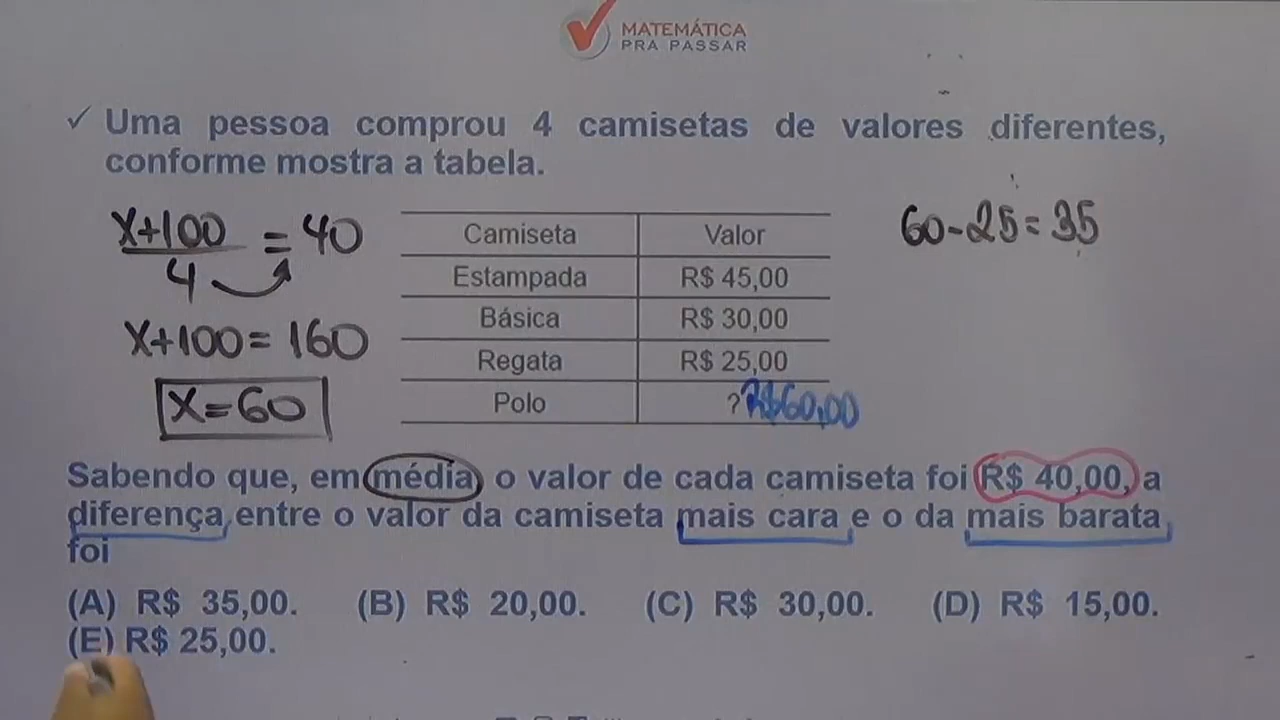 MATEMÁTICA
PRA PASSAR
✓ Uma pessoa comprou 4 camisetas de valores diferentes,
conforme mostra a tabela.
x+100 = 40
4
x+100 = 160
x=60
Camiseta Valor
Estampada R$ 45,00
Básica R$ 30,00
Regata R$ 25,00
Polo ? R$60,00
60-25=35
Sabendo que, em média, o valor de cada camiseta foi R$ 40,00, a
diferença entre o valor da camiseta mais cara e o da mais barata
foi
(A) R$ 35,00. (B) R$ 20,00. (C) R$ 30,00. (D) R$ 15,00.
(E) R$ 25,00.